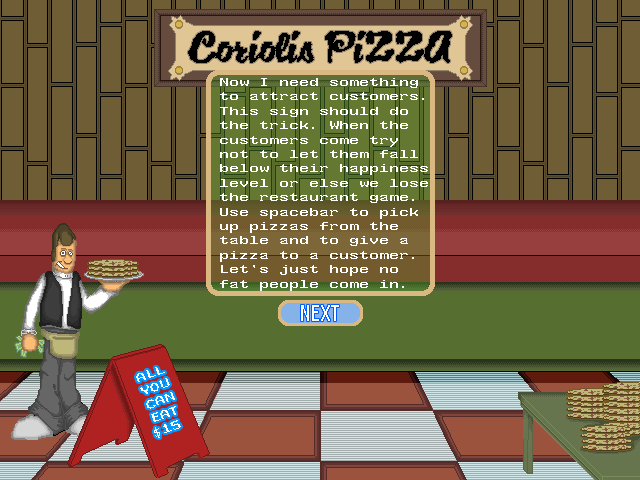 Coriolis PiZZA
Now I need something
to attract customers.
This sign should do
the trick. When the
customers come try
not to let them fall
below their happiness
level or else we lose
the restaurant game.
Use spacebar to pick
up pizzas from the
table and to give a
pizza to a customer.
Let's just hope no
fat people come in.
NEXT
ALL
YOU
CAN
EAT
$15